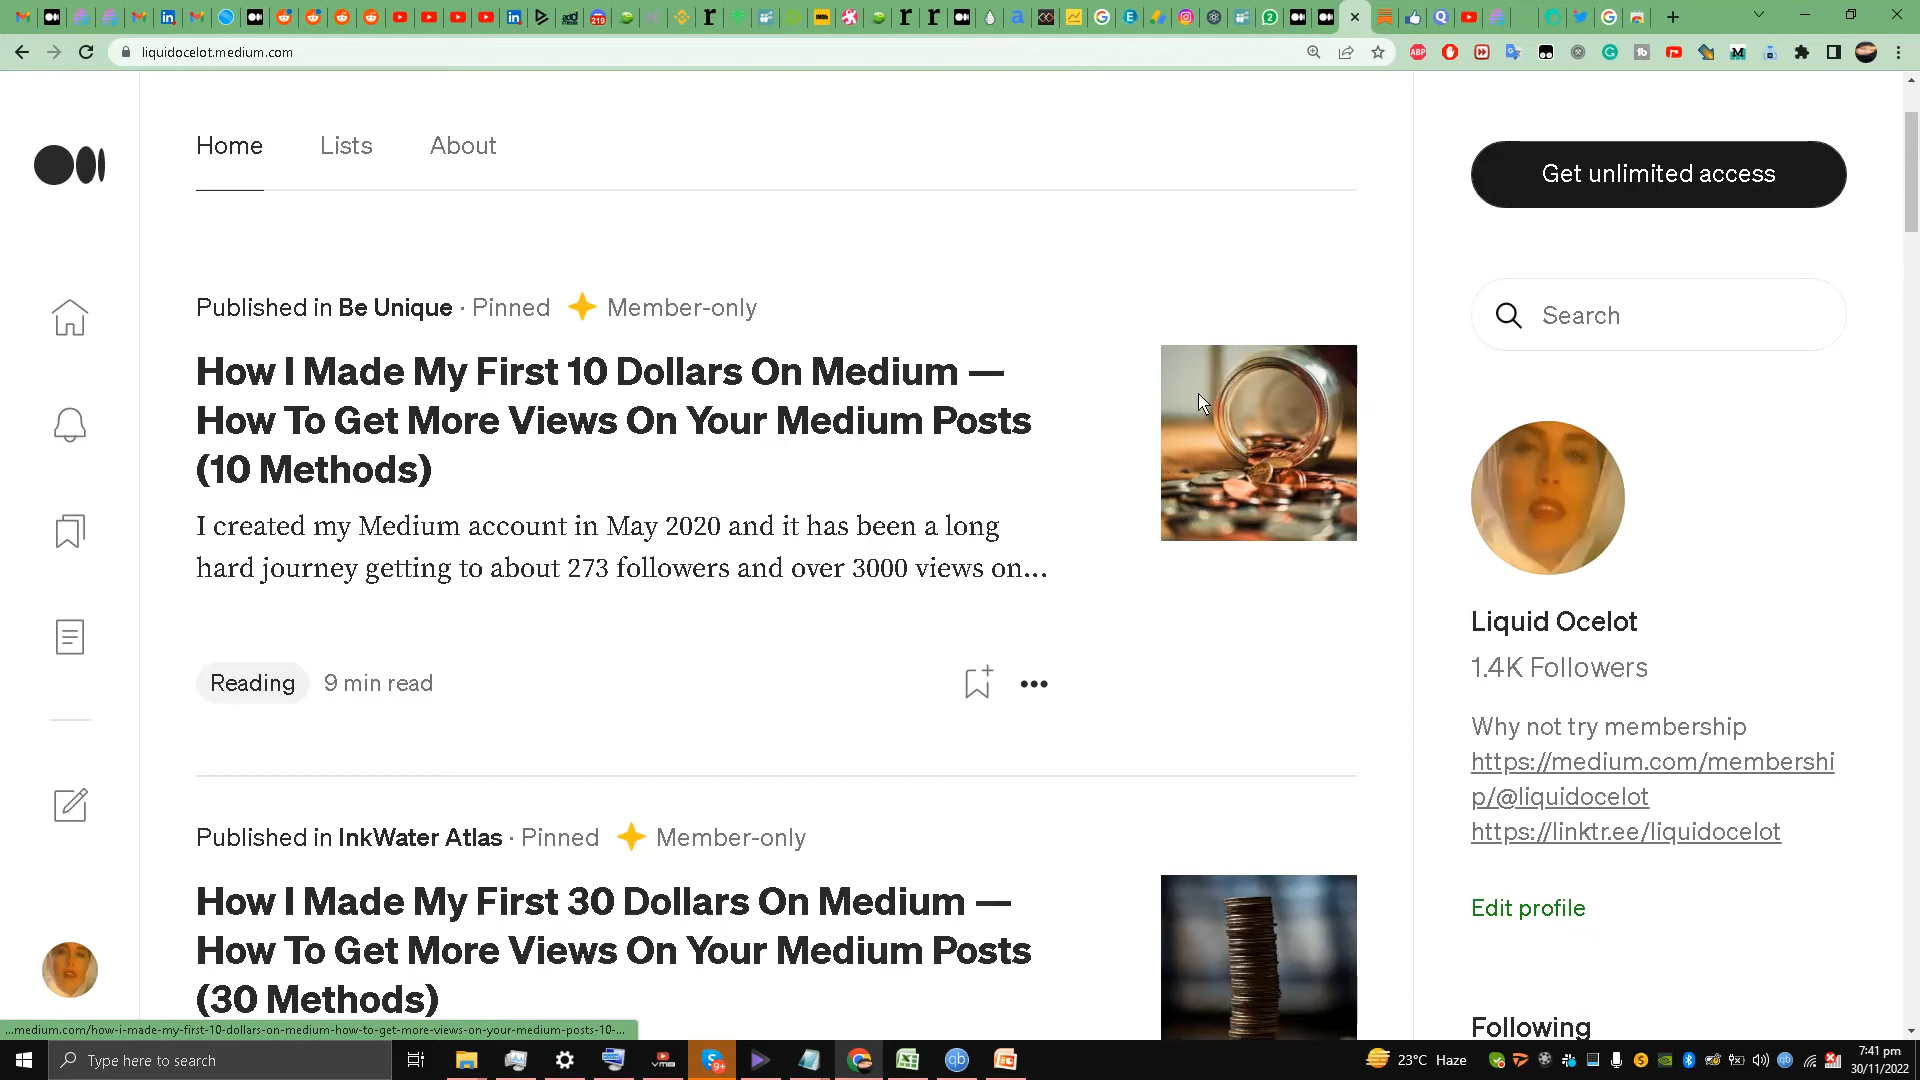 liquidocelot.medium.com
Home Lists About
Get unlimited access
Search
Published in Be Unique · Pinned Member-only
How I Made My First 10 Dollars On Medium —
How To Get More Views On Your Medium Posts
(10 Methods)
I created my Medium account in May 2020 and it has been a long
hard journey getting to about 273 followers and over 3000 views on...
Reading 9 min read
Liquid Ocelot
1.4K Followers
Why not try membership
https://medium.com/membershi
p/@liquidocelot
https://linktr.ee/liquidocelot
Edit profile
Following
Published in InkWater Atlas · Pinned Member-only
How I Made My First 30 Dollars On Medium —
How To Get More Views On Your Medium Posts
(30 Methods)
...medium.com/how-i-made-my-first-10-dollars-on-medium-how-to-get-more-views-on-your-medium-posts-10-...
Type here to search
23°C Haze
7:41 pm
30/11/2022